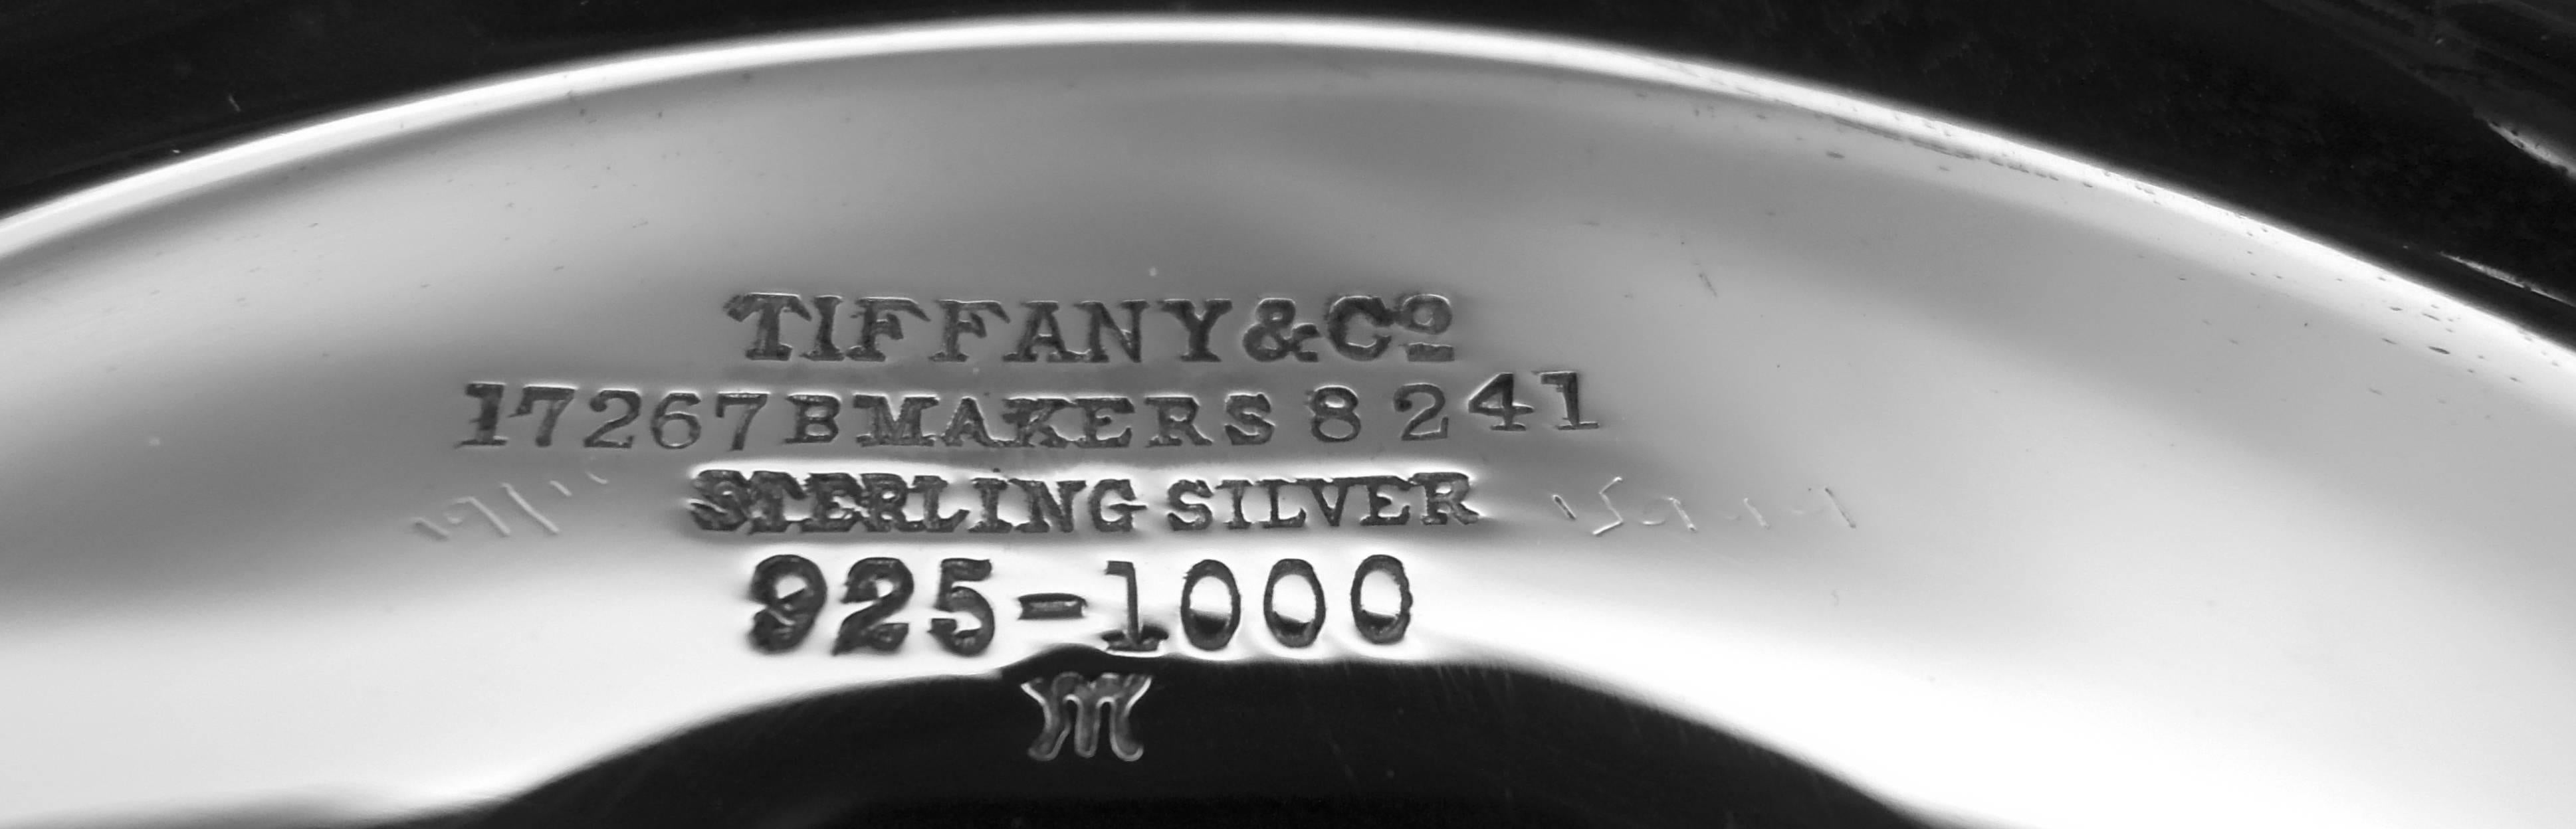 TIFFANY & Cº
17267B MAKERS 8241
STERLING SILVER
925-1000
M